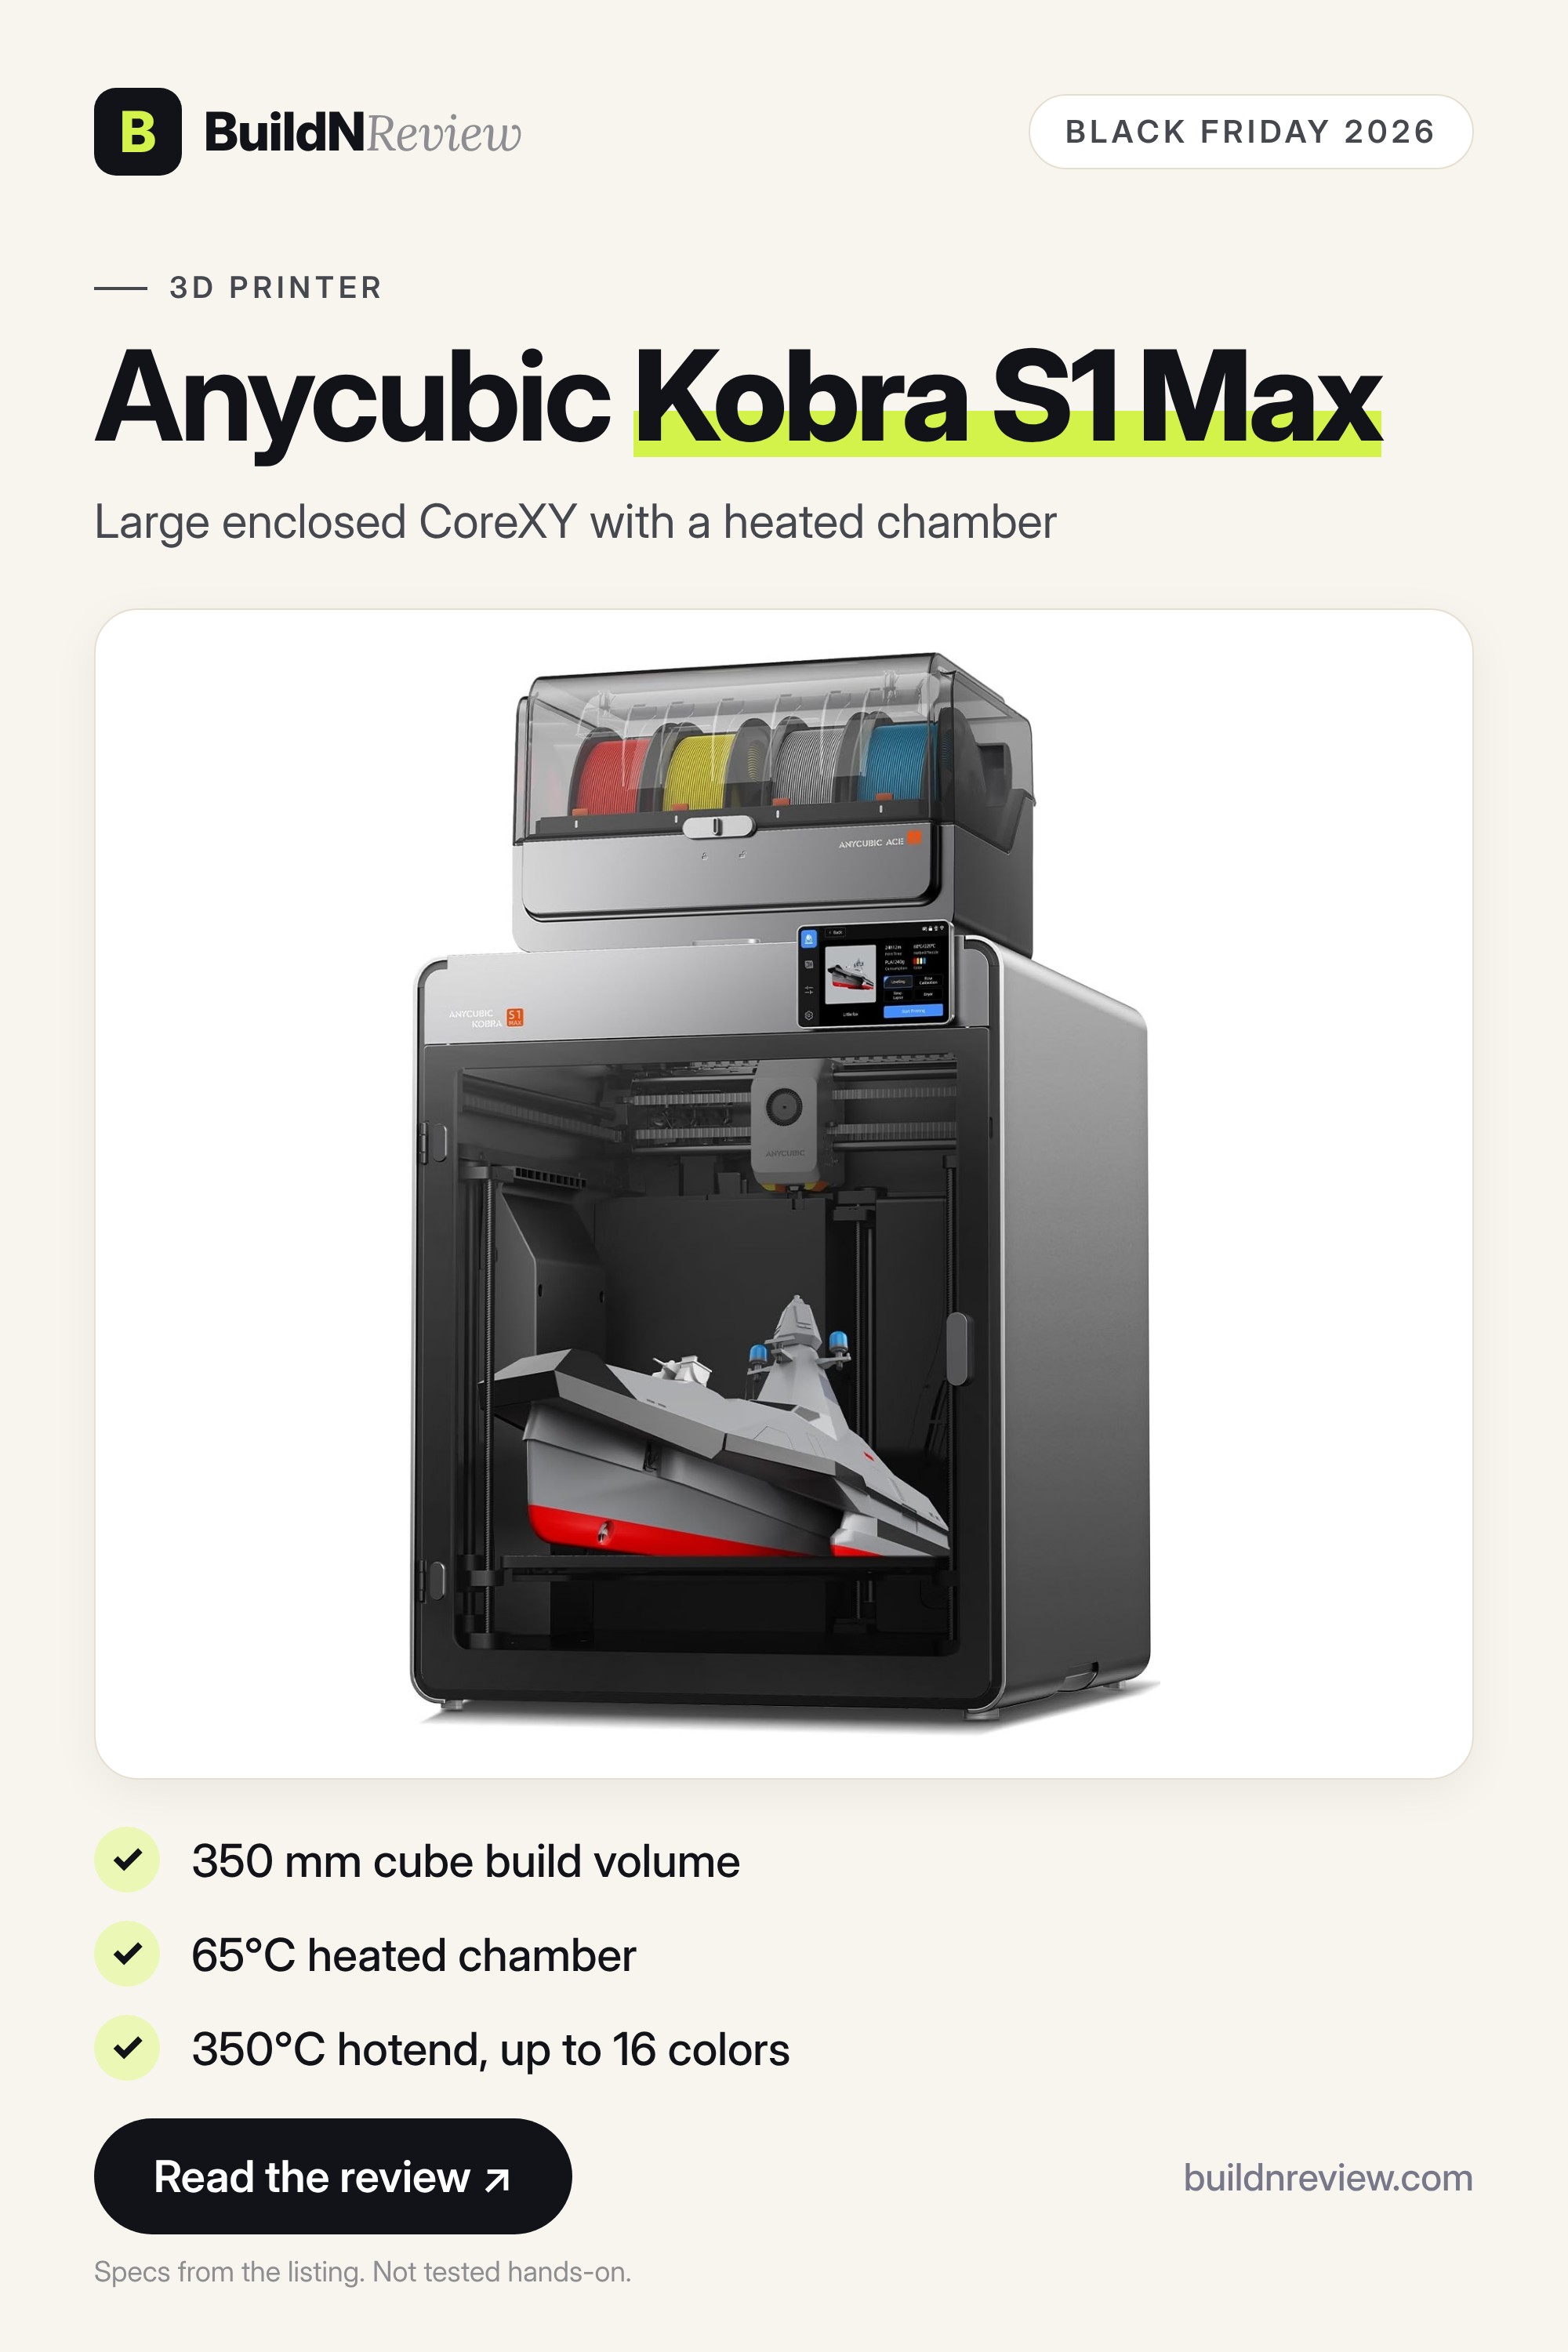 B BuildNReview
BLACK FRIDAY 2026
3D PRINTER
Anycubic Kobra S1 Max
Large enclosed CoreXY with a heated chamber
ANYCUBIC ACE
Back
ANYCUBIC
KOBRA
S1
MAX
ANYCUBIC
350 mm cube build volume
65°C heated chamber
350°C hotend, up to 16 colors
Read the review ↗
buildnreview.com
Specs from the listing. Not tested hands-on.